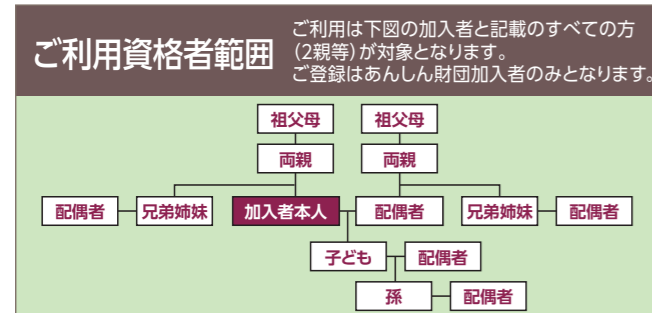 ご利用資格者範囲
ご利用は下図の加入者と記載のすべての方
(2親等)が対象となります。
ご登録はあんしん財団加入者のみとなります。
祖父母 祖父母
両親 両親
配偶者 兄弟姉妹 加入者本人 配偶者 兄弟姉妹 配偶者
子ども 配偶者
孫 配偶者